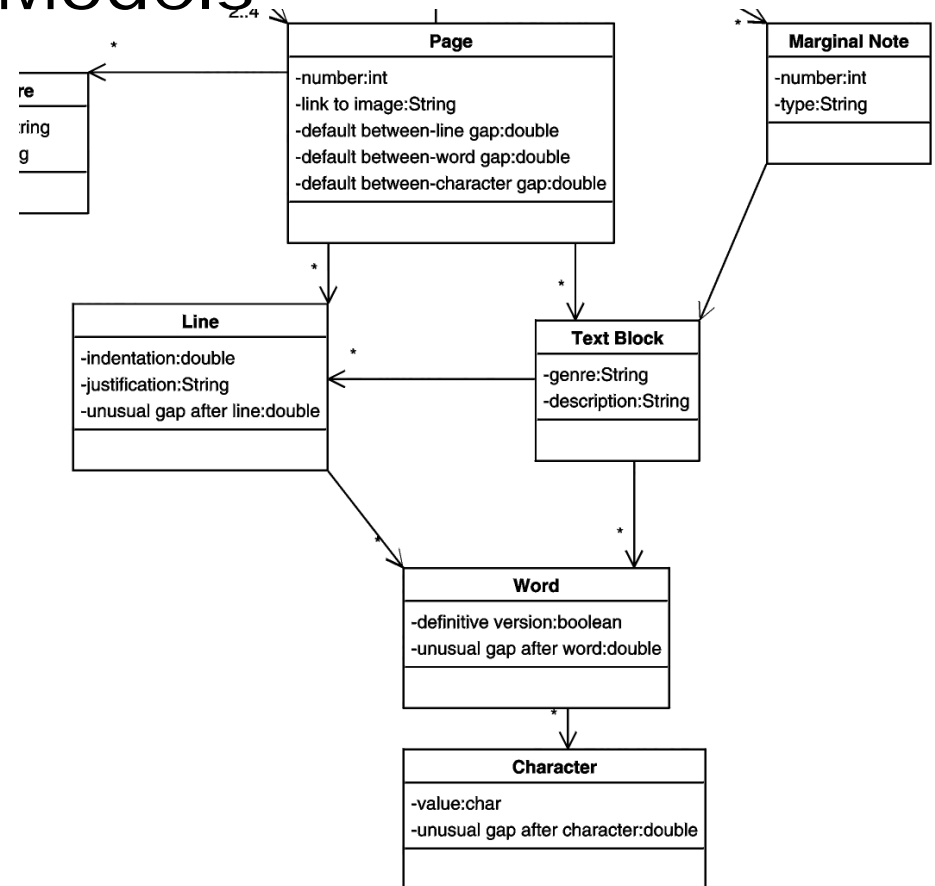 Models
2..4
*
*
Page
-number:int
-link to image:String
-default between-line gap:double
-default between-word gap:double
-default between-character gap:double
Marginal Note
-number:int
-type:String
re
ring
g
*
*
Line
-indentation:double
-justification:String
-unusual gap after line:double
*
Text Block
-genre:String
-description:String
*
*
Word
-definitive version:boolean
-unusual gap after word:double
*
Character
-value:char
-unusual gap after character:double